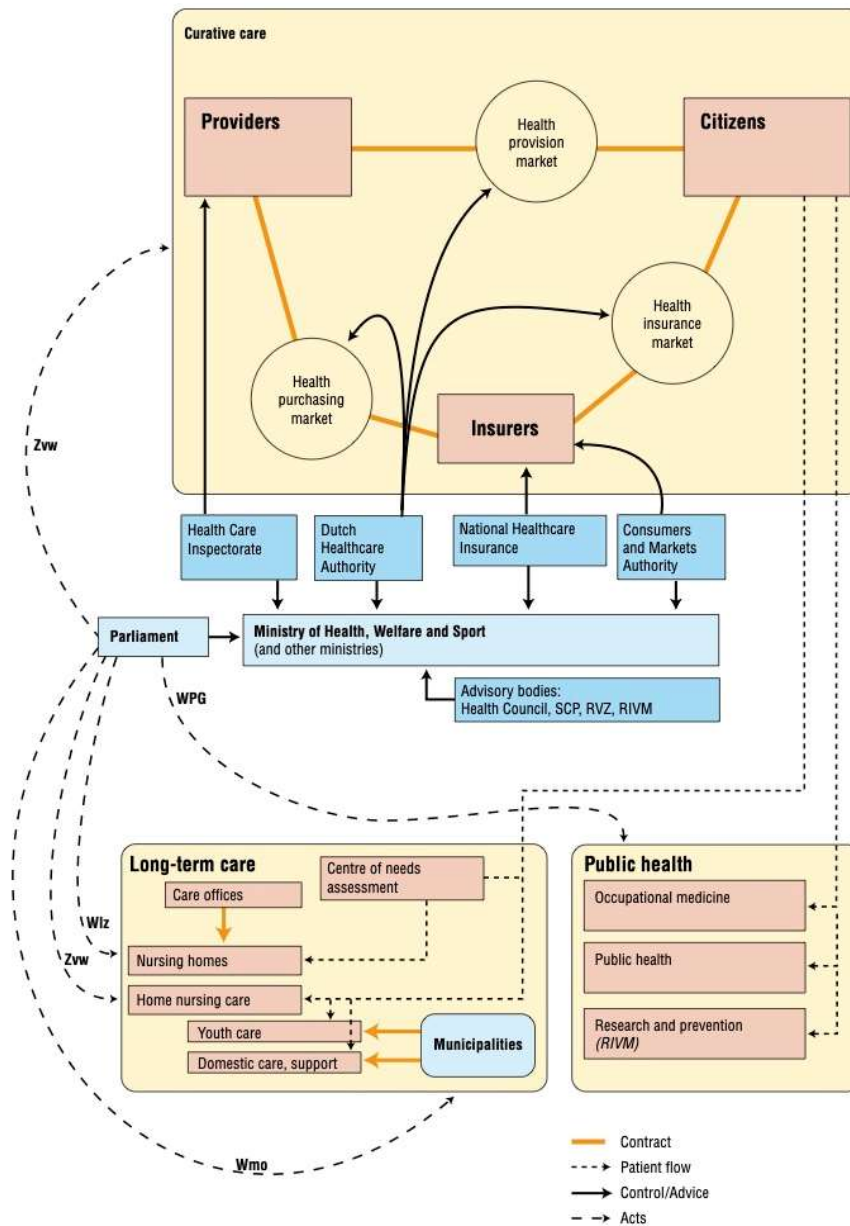 Curative care
Providers
Health
provision
market
Citizens
Health
purchasing
market
Health
insurance
market
Insurers
Zvw
Health Care
Inspectorate
Dutch
Healthcare
Authority
National Healthcare
Insurance
Consumers
and Markets
Authority
Parliament
Ministry of Health, Welfare and Sport
(and other ministries)
WPG
Advisory bodies:
Health Council, SCP, RVZ, RIVM
Long-term care
Care offices
Centre of needs
assessment
Wlz
Nursing homes
Zvw
Home nursing care
Youth care
Domestic care, support
Municipalities
Wmo
Public health
Occupational medicine
Public health
Research and prevention
(RIVM)
Contract
Patient flow
Control/Advice
Acts